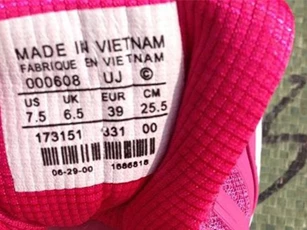 MADE IN VIETNAM
FABRIQUE EN VIETNAM
000608 UJ ©
US UK EUR CM
7.5 6.5 39 25.5
173151 331 00
06-29-00 1686816